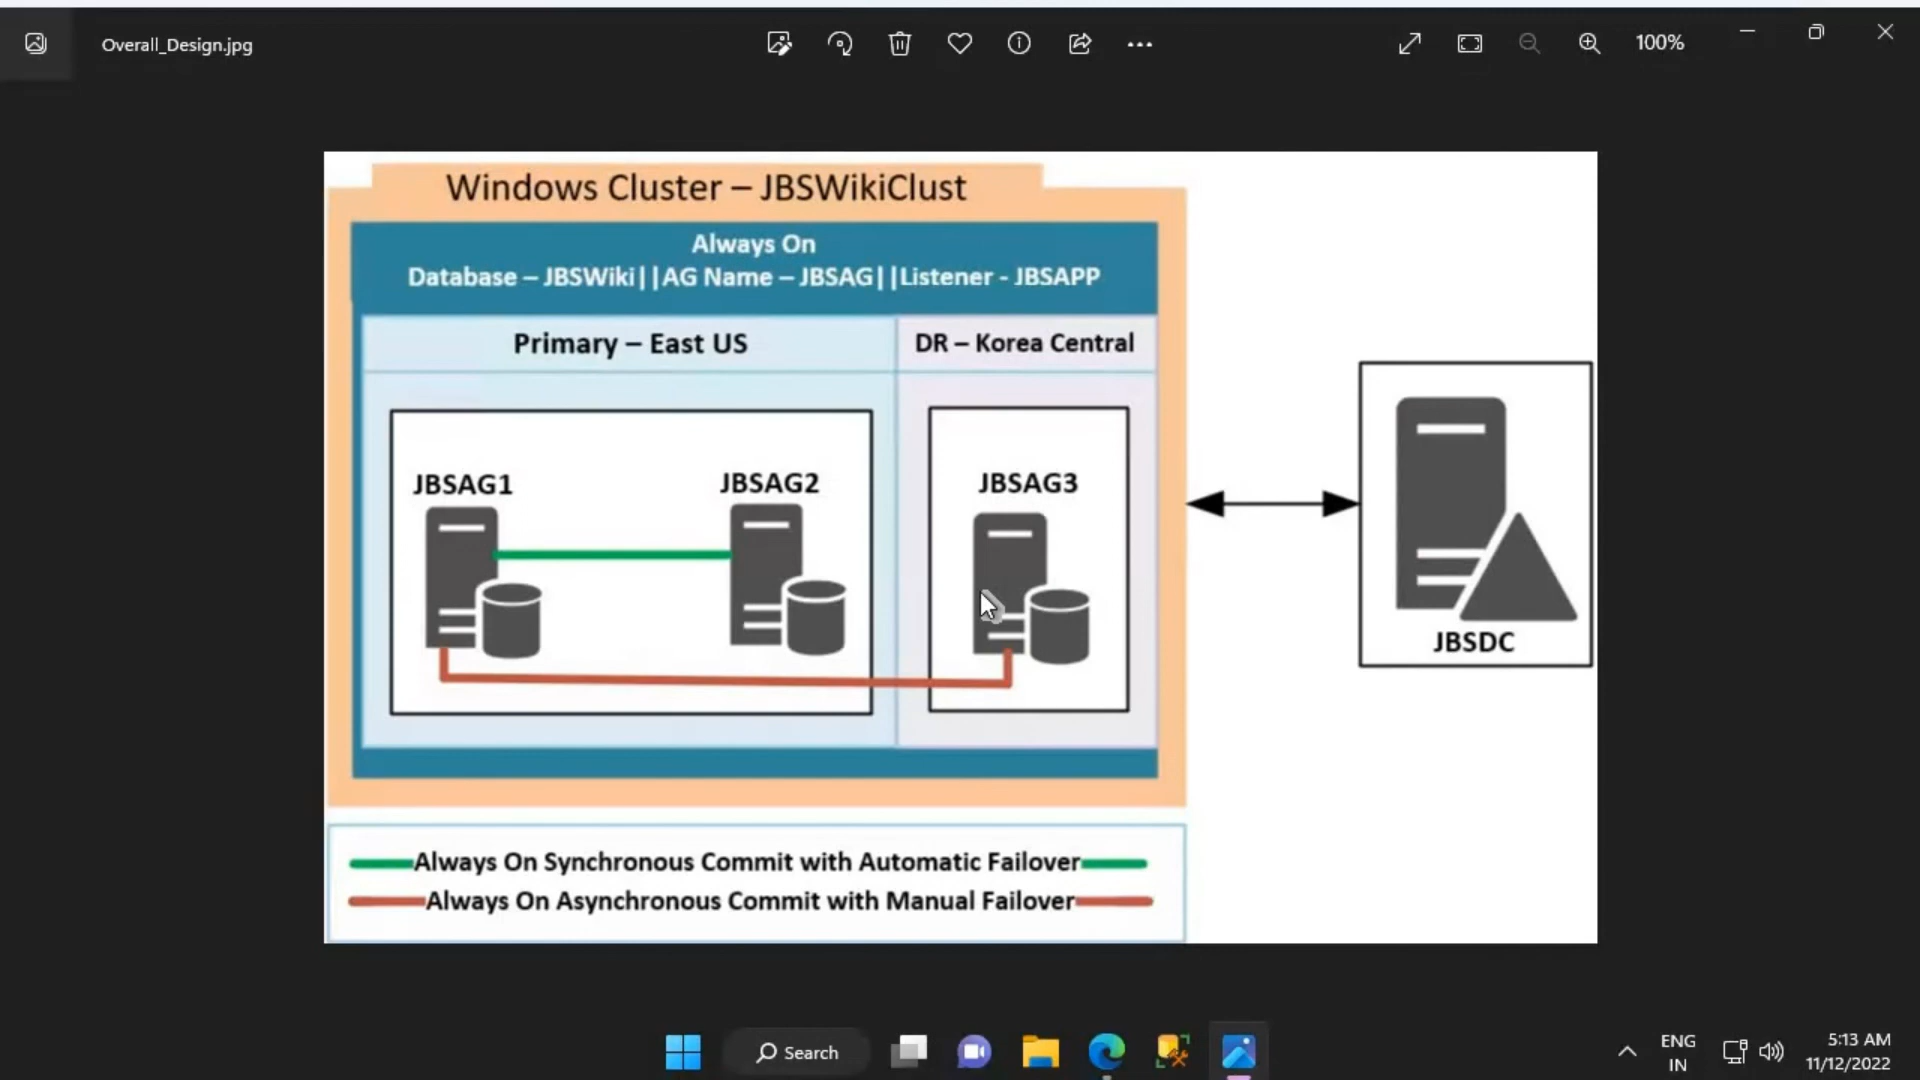 Overall_Design.jpg
100%
Windows Cluster – JBSWikiClust
Always On
Database – JBSWiki||AG Name – JBSAG||Listener - JBSAPP
Primary – East US
DR – Korea Central
JBSAG1
JBSAG2
JBSAG3
JBSDC
Always On Synchronous Commit with Automatic Failover
Always On Asynchronous Commit with Manual Failover
Search
ENG
IN
5:13 AM
11/12/2022